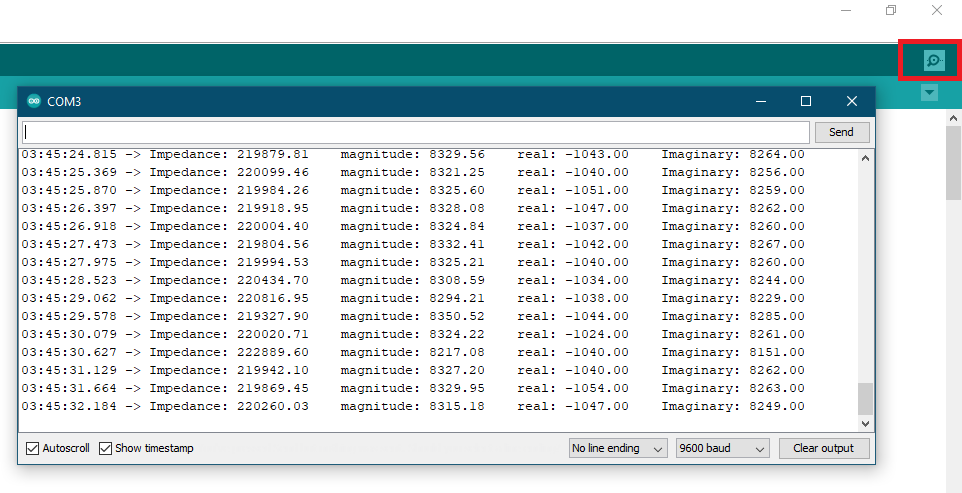 COM3
Send
03:45:24.815 -> Impedance: 219879.81 magnitude: 8329.56 real: -1043.00 Imaginary: 8264.00
03:45:25.369 -> Impedance: 220099.46 magnitude: 8321.25 real: -1040.00 Imaginary: 8256.00
03:45:25.870 -> Impedance: 219984.26 magnitude: 8325.60 real: -1051.00 Imaginary: 8259.00
03:45:26.397 -> Impedance: 219918.95 magnitude: 8328.08 real: -1047.00 Imaginary: 8262.00
03:45:26.918 -> Impedance: 220004.40 magnitude: 8324.84 real: -1037.00 Imaginary: 8260.00
03:45:27.473 -> Impedance: 219804.56 magnitude: 8332.41 real: -1042.00 Imaginary: 8267.00
03:45:27.975 -> Impedance: 219994.53 magnitude: 8325.21 real: -1040.00 Imaginary: 8260.00
03:45:28.523 -> Impedance: 220434.70 magnitude: 8308.59 real: -1034.00 Imaginary: 8244.00
03:45:29.062 -> Impedance: 220816.95 magnitude: 8294.21 real: -1038.00 Imaginary: 8229.00
03:45:29.578 -> Impedance: 219327.90 magnitude: 8350.52 real: -1044.00 Imaginary: 8285.00
03:45:30.079 -> Impedance: 220020.71 magnitude: 8324.22 real: -1024.00 Imaginary: 8261.00
03:45:30.627 -> Impedance: 222889.60 magnitude: 8217.08 real: -1040.00 Imaginary: 8151.00
03:45:31.129 -> Impedance: 219942.10 magnitude: 8327.20 real: -1040.00 Imaginary: 8262.00
03:45:31.664 -> Impedance: 219869.45 magnitude: 8329.95 real: -1054.00 Imaginary: 8263.00
03:45:32.184 -> Impedance: 220260.03 magnitude: 8315.18 real: -1047.00 Imaginary: 8249.00
Autoscroll Show timestamp No line ending 9600 baud Clear output